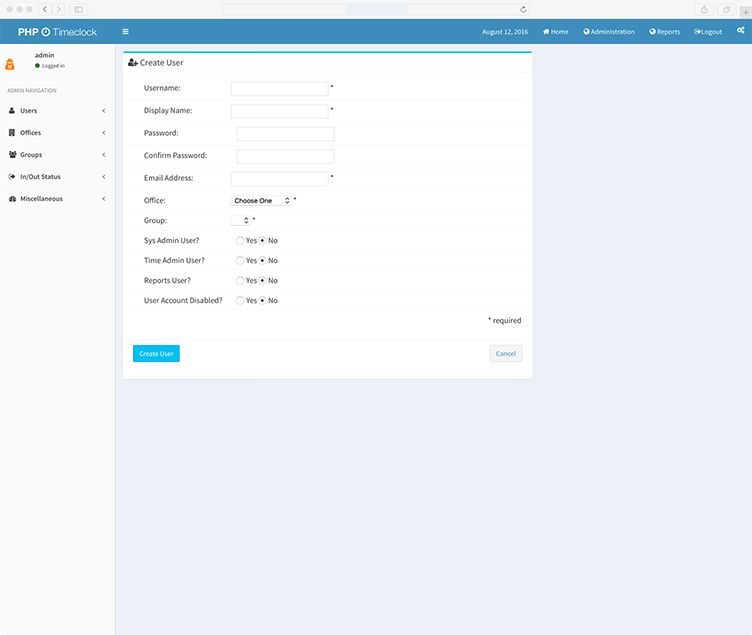 PHP Timeclock
August 12, 2016 Home Administration Reports Logout
admin
Logged in
ADMIN NAVIGATION
Users
Offices
Groups
In/Out Status
Miscellaneous
Create User
Username: *
Display Name: *
Password:
Confirm Password:
Email Address: *
Office: Choose One *
Group: *
Sys Admin User? Yes No
Time Admin User? Yes No
Reports User? Yes No
User Account Disabled? Yes No
* required
Create User Cancel